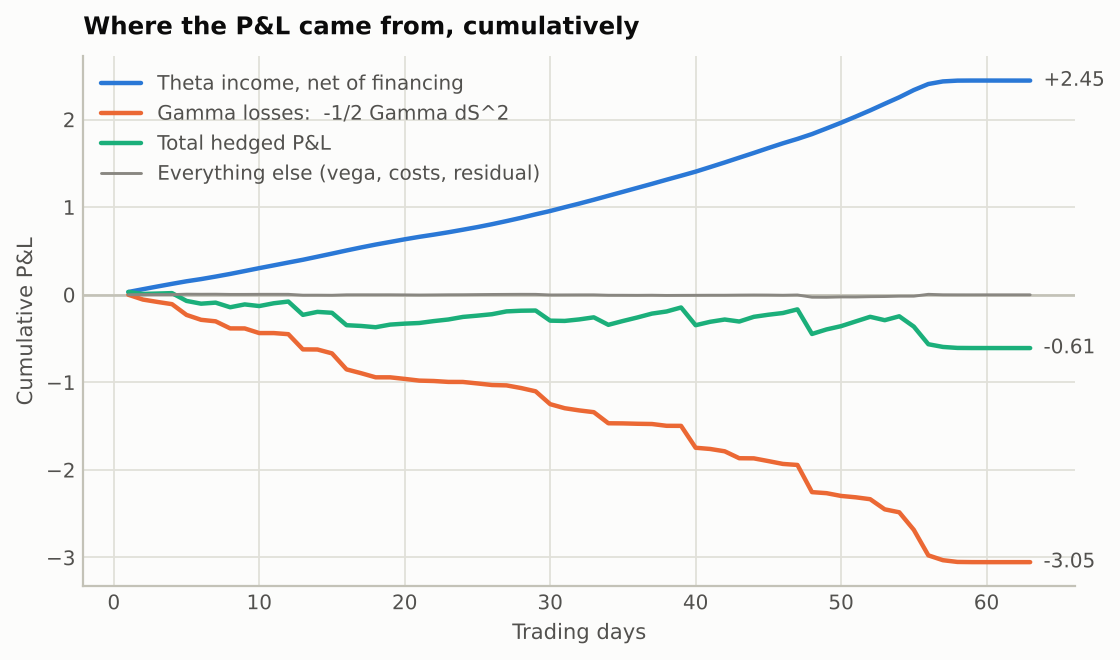 Where the P&L came from, cumulatively
Theta income, net of financing
Gamma losses:  -1/2 Gamma dS^2
Total hedged P&L
Everything else (vega, costs, residual)
+2.45
-0.61
-3.05
Cumulative P&L
2
1
0
−1
−2
−3
0 10 20 30 40 50 60
Trading days